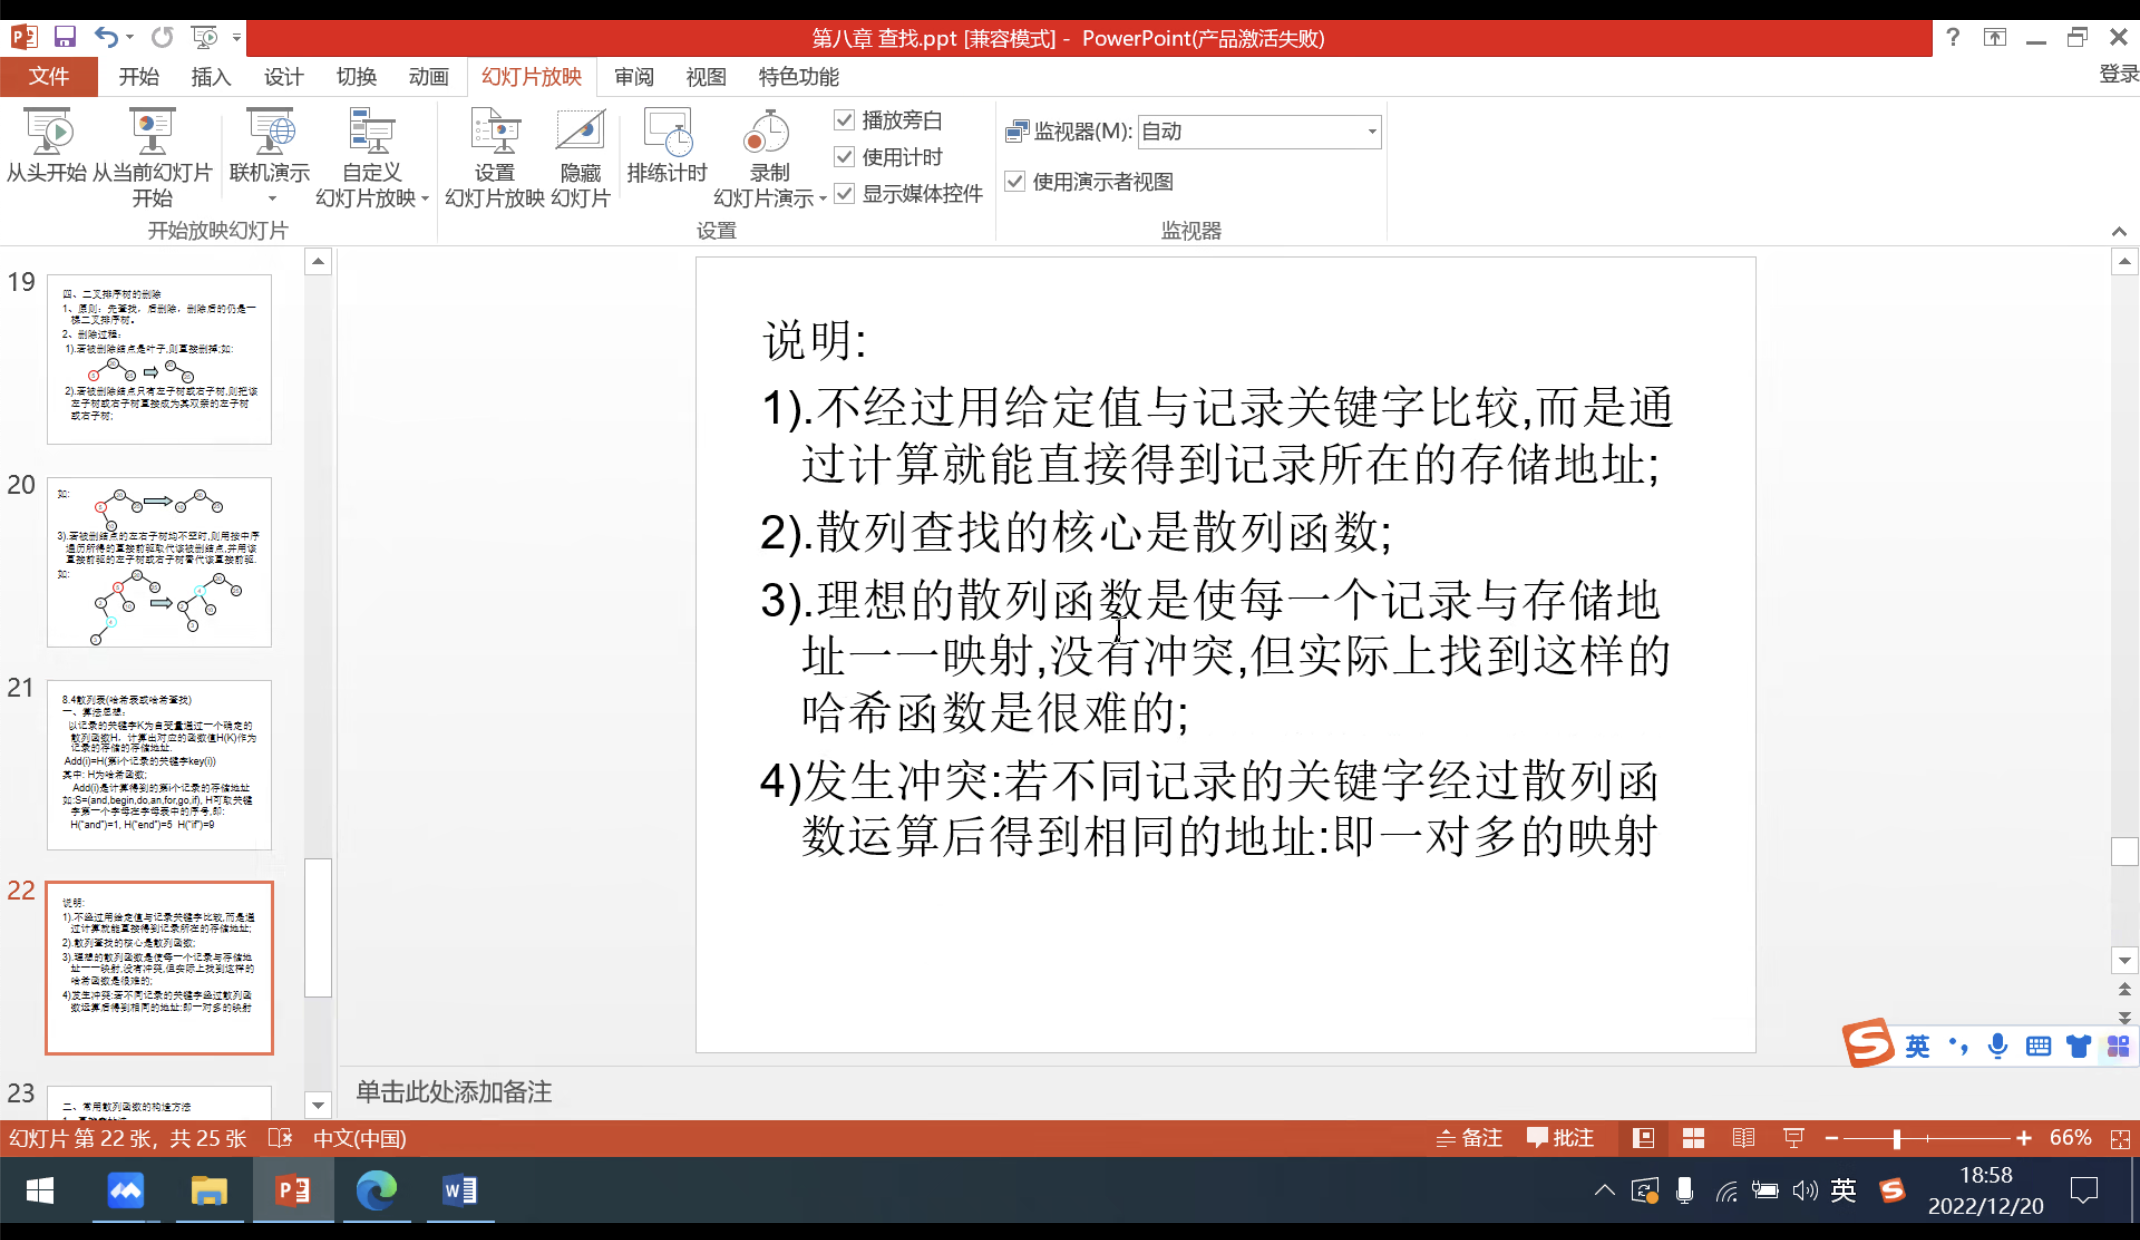 第八章 查找.ppt [兼容模式] - PowerPoint(产品激活失败)
登录
文件 开始 插入 设计 切换 动画 幻灯片放映 审阅 视图 特色功能
从头开始 从当前幻灯片 开始 联机演示 自定义 幻灯片放映
开始放映幻灯片
设置 幻灯片放映 隐藏 幻灯片 排练计时 录制 幻灯片演示
播放旁白
使用计时
显示媒体控件
设置
监视器(M): 自动
使用演示者视图
监视器
19
四、二叉排序树的删除
1、原则：先查找，后删除，删除后的仍是一
棵二叉排序树。
2、删除过程：
1).若被删除结点是叶子,则直接删掉;如:
2).若被删除结点只有左子树或右子树,则把该
左子树或右子树直接成为其双亲的左子树
或右子树;
20
如:
3).若被删结点的左右子树均不空时,则用按中序
遍历所得的直接前驱取代该被删结点,并用该
直接前驱的左子树或右子树替代该直接前驱.
如:
21
8.4散列表(哈希表或哈希查找)
一、算法思想：
以记录的关键字K为自变量通过一个确定的
散列函数H，计算出对应的函数值H(K)作为
记录的存储的存储地址.
Add(i)=H(第i个记录的关键字key(i))
其中: H为哈希函数;
Add(i)是计算得到的第i个记录的存储地址
如:S=(and,begin,do,an,for,go,if), H可取关键
字第一个字母在字母表中的序号,即:
H("and")=1, H("end")=5 H("if")=9
22
说明:
1).不经过用给定值与记录关键字比较,而是通
过计算就能直接得到记录所在的存储地址;
2).散列查找的核心是散列函数;
3).理想的散列函数是使每一个记录与存储地
址一一映射,没有冲突,但实际上找到这样的
哈希函数是很难的;
4)发生冲突:若不同记录的关键字经过散列函
数运算后得到相同的地址:即一对多的映射
23
二、常用散列函数的构造方法
说明:
1).不经过用给定值与记录关键字比较,而是通
过计算就能直接得到记录所在的存储地址;
2).散列查找的核心是散列函数;
3).理想的散列函数是使每一个记录与存储地
址一一映射,没有冲突,但实际上找到这样的
哈希函数是很难的;
4)发生冲突:若不同记录的关键字经过散列函
数运算后得到相同的地址:即一对多的映射
英
单击此处添加备注
幻灯片 第 22 张，共 25 张 中文(中国) 备注 批注 66%
英
18:58
2022/12/20